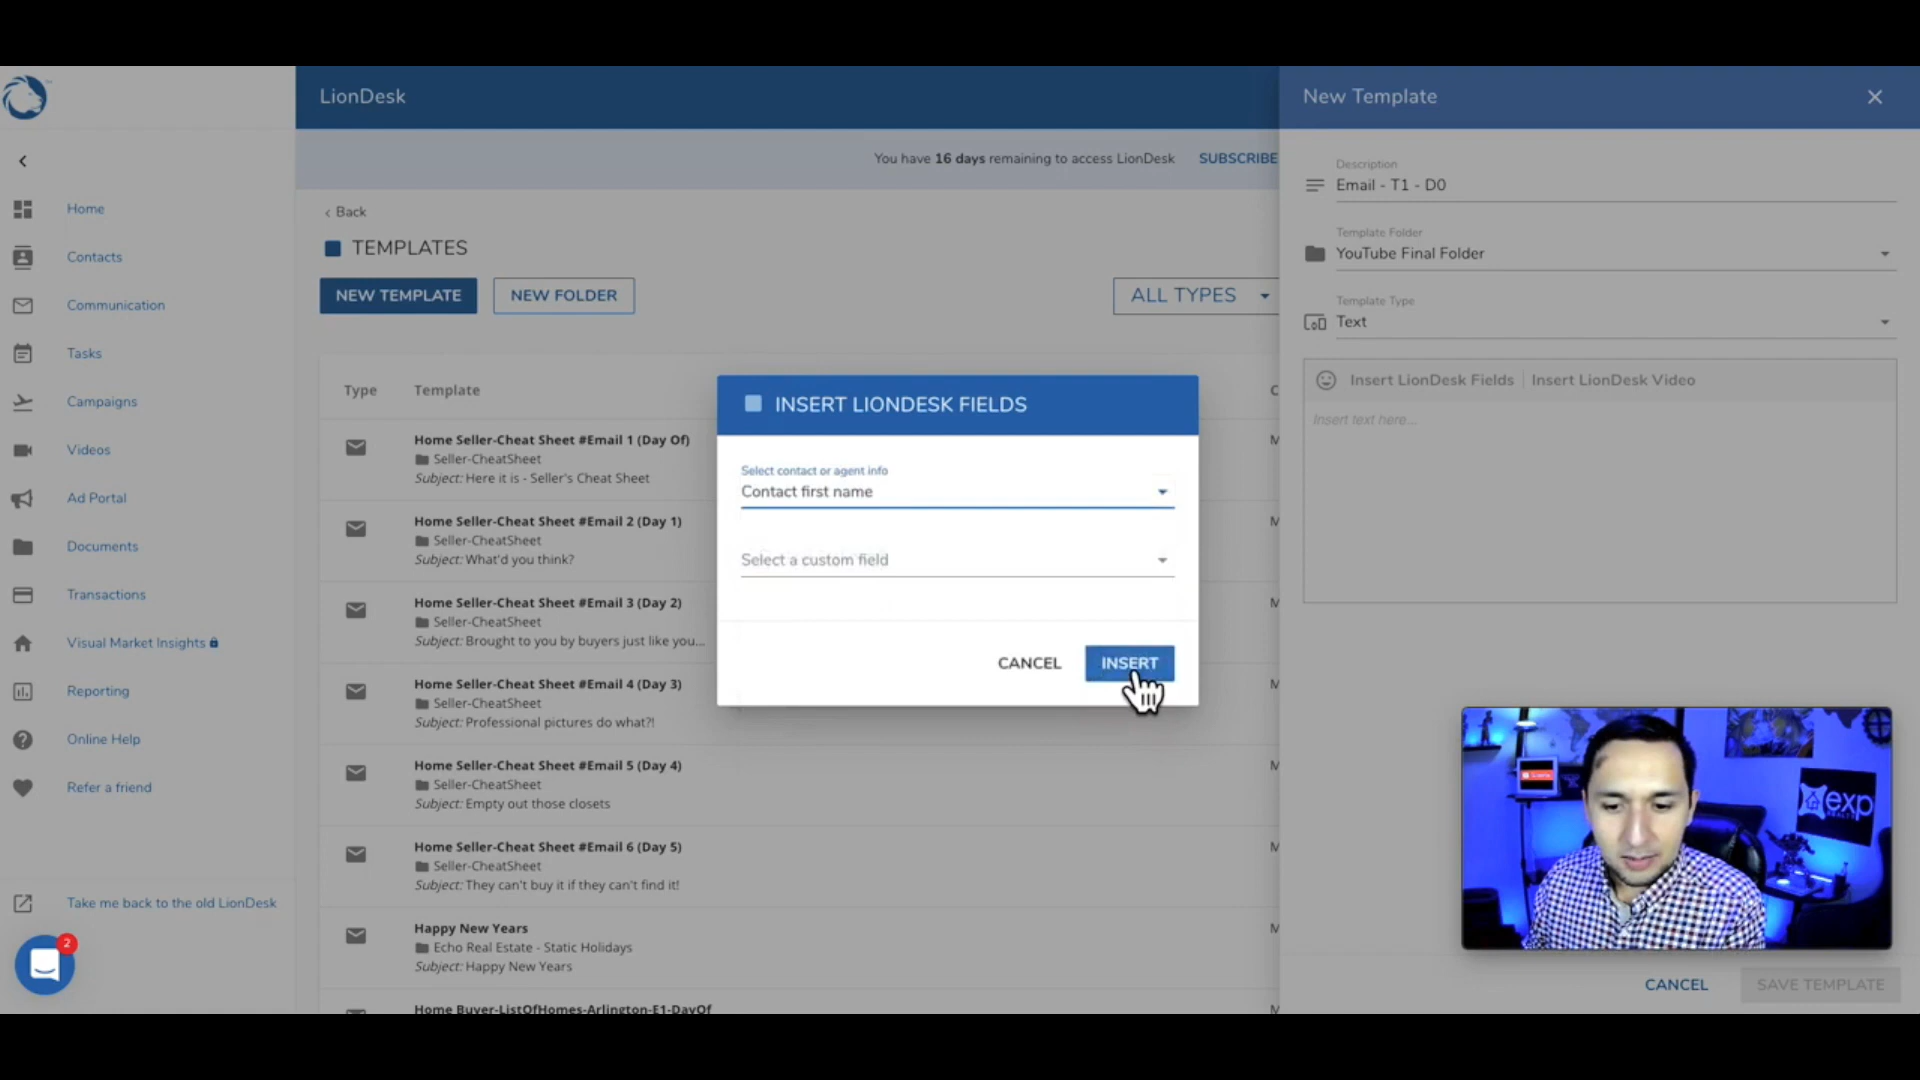 LionDesk
New Template
You have 16 days remaining to access LionDesk
SUBSCRIBE
Home
Contacts
Communication
Tasks
Campaigns
Videos
Ad Portal
Documents
Transactions
Visual Market Insights
Reporting
Online Help
Refer a friend
Take me back to the old LionDesk
2
‹ Back
TEMPLATES
NEW TEMPLATE
NEW FOLDER
ALL TYPES
Type
Template
Home Seller-Cheat Sheet #Email 1 (Day Of)
Seller-CheatSheet
Subject: Here it is - Seller's Cheat Sheet
Home Seller-Cheat Sheet #Email 2 (Day 1)
Seller-CheatSheet
Subject: What'd you think?
Home Seller-Cheat Sheet #Email 3 (Day 2)
Seller-CheatSheet
Subject: Brought to you by buyers just like you...
Home Seller-Cheat Sheet #Email 4 (Day 3)
Seller-CheatSheet
Subject: Professional pictures do what?!
Home Seller-Cheat Sheet #Email 5 (Day 4)
Seller-CheatSheet
Subject: Empty out those closets
Home Seller-Cheat Sheet #Email 6 (Day 5)
Seller-CheatSheet
Subject: They can't buy it if they can't find it!
Happy New Years
Echo Real Estate - Static Holidays
Subject: Happy New Years
Home Buyer-ListOfHomes-Arlington-E1-DayOf
INSERT LIONDESK FIELDS
Select contact or agent info
Contact first name
Select a custom field
CANCEL
INSERT
Description
Email - T1 - D0
Template Folder
YouTube Final Folder
Template Type
Text
Insert LionDesk Fields
Insert LionDesk Video
Insert text here...
exp
REALTY
CANCEL
SAVE TEMPLATE